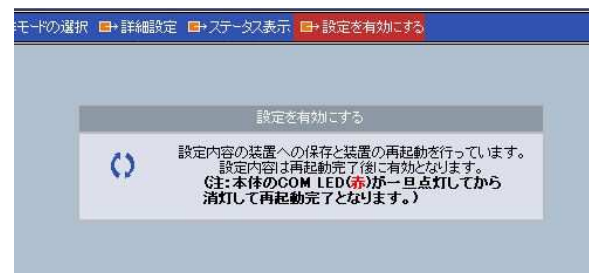 モードの選択 詳細設定 ステータス表示 設定を有効にする
設定を有効にする
設定内容の装置への保存と装置の再起動を行っています。
設定内容は再起動完了後に有効となります。
(注:本体のCOM LED(赤)が一旦点灯してから
消灯して再起動完了となります。)